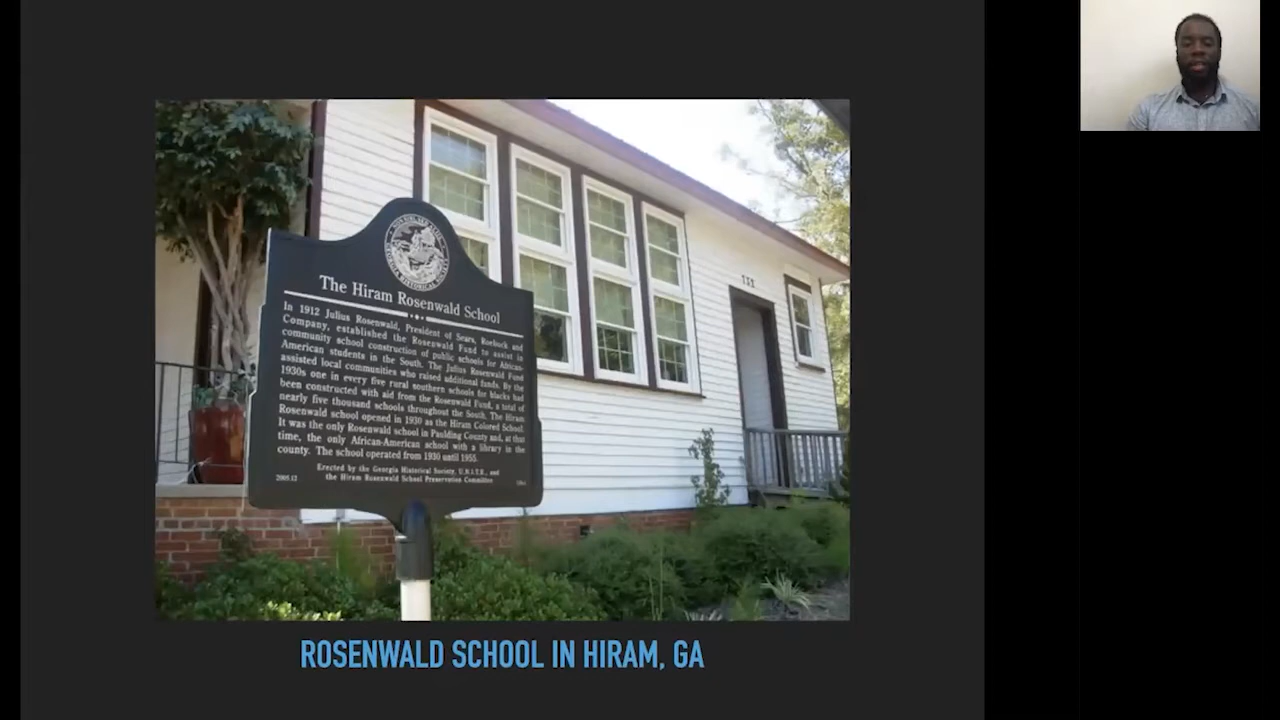 The Hiram Rosenwald School
In 1912 Julius Rosenwald, President of Sears, Roebuck and
Company, established the Rosenwald Fund to assist in
community school construction of public schools for African-
American students in the South. The Julius Rosenwald Fund
assisted local communities who raised additional funds. By the
1930s one in every five rural southern schools for blacks had
been constructed with aid from the Rosenwald Fund, a total of
nearly five thousand schools throughout the South. The Hiram
Rosenwald school opened in 1930 as the Hiram Colored School.
It was the only Rosenwald school in Paulding County and, at that
time, the only African-American school with a library in the
county. The school operated from 1930 until 1955.
Erected by the Georgia Historical Society, U.N.I.T.E., and
the Hiram Rosenwald School Preservation Committee
732
ROSENWALD SCHOOL IN HIRAM, GA